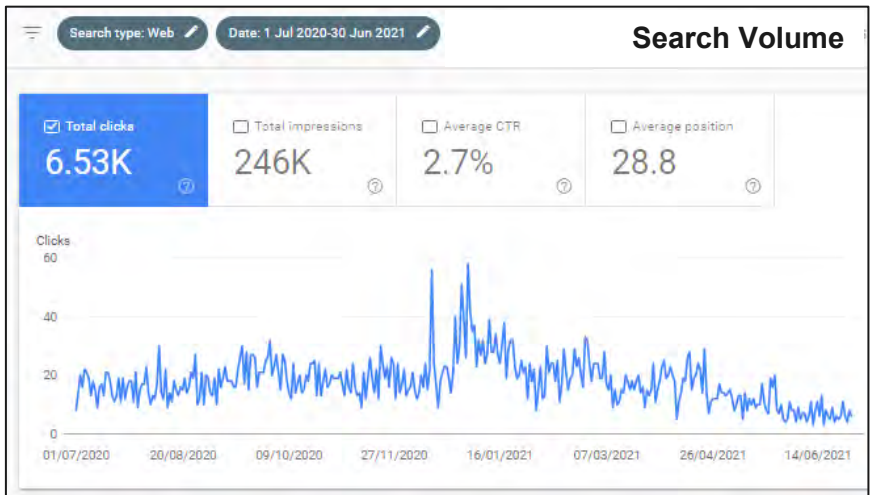 Search type: Web
Date: 1 Jul 2020-30 Jun 2021
Search Volume
Total clicks
Total impressions
Average CTR
Average position
6.53K
246K
2.7%
28.8
Clicks
60
40
20
0
01/07/2020
20/08/2020
09/10/2020
27/11/2020
16/01/2021
07/03/2021
26/04/2021
14/06/2021